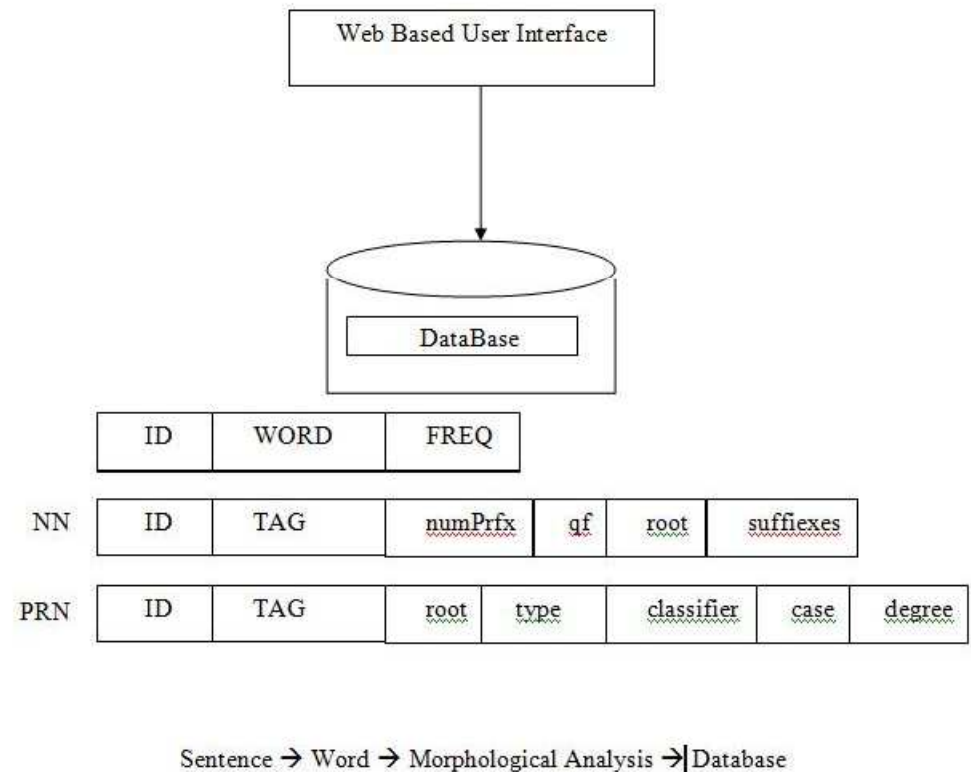 Web Based User Interface
DataBase
ID WORD FREQ
NN ID TAG numPrfx qf root suffiexes
PRN ID TAG root type classifier case degree
Sentence → Word → Morphological Analysis → Database